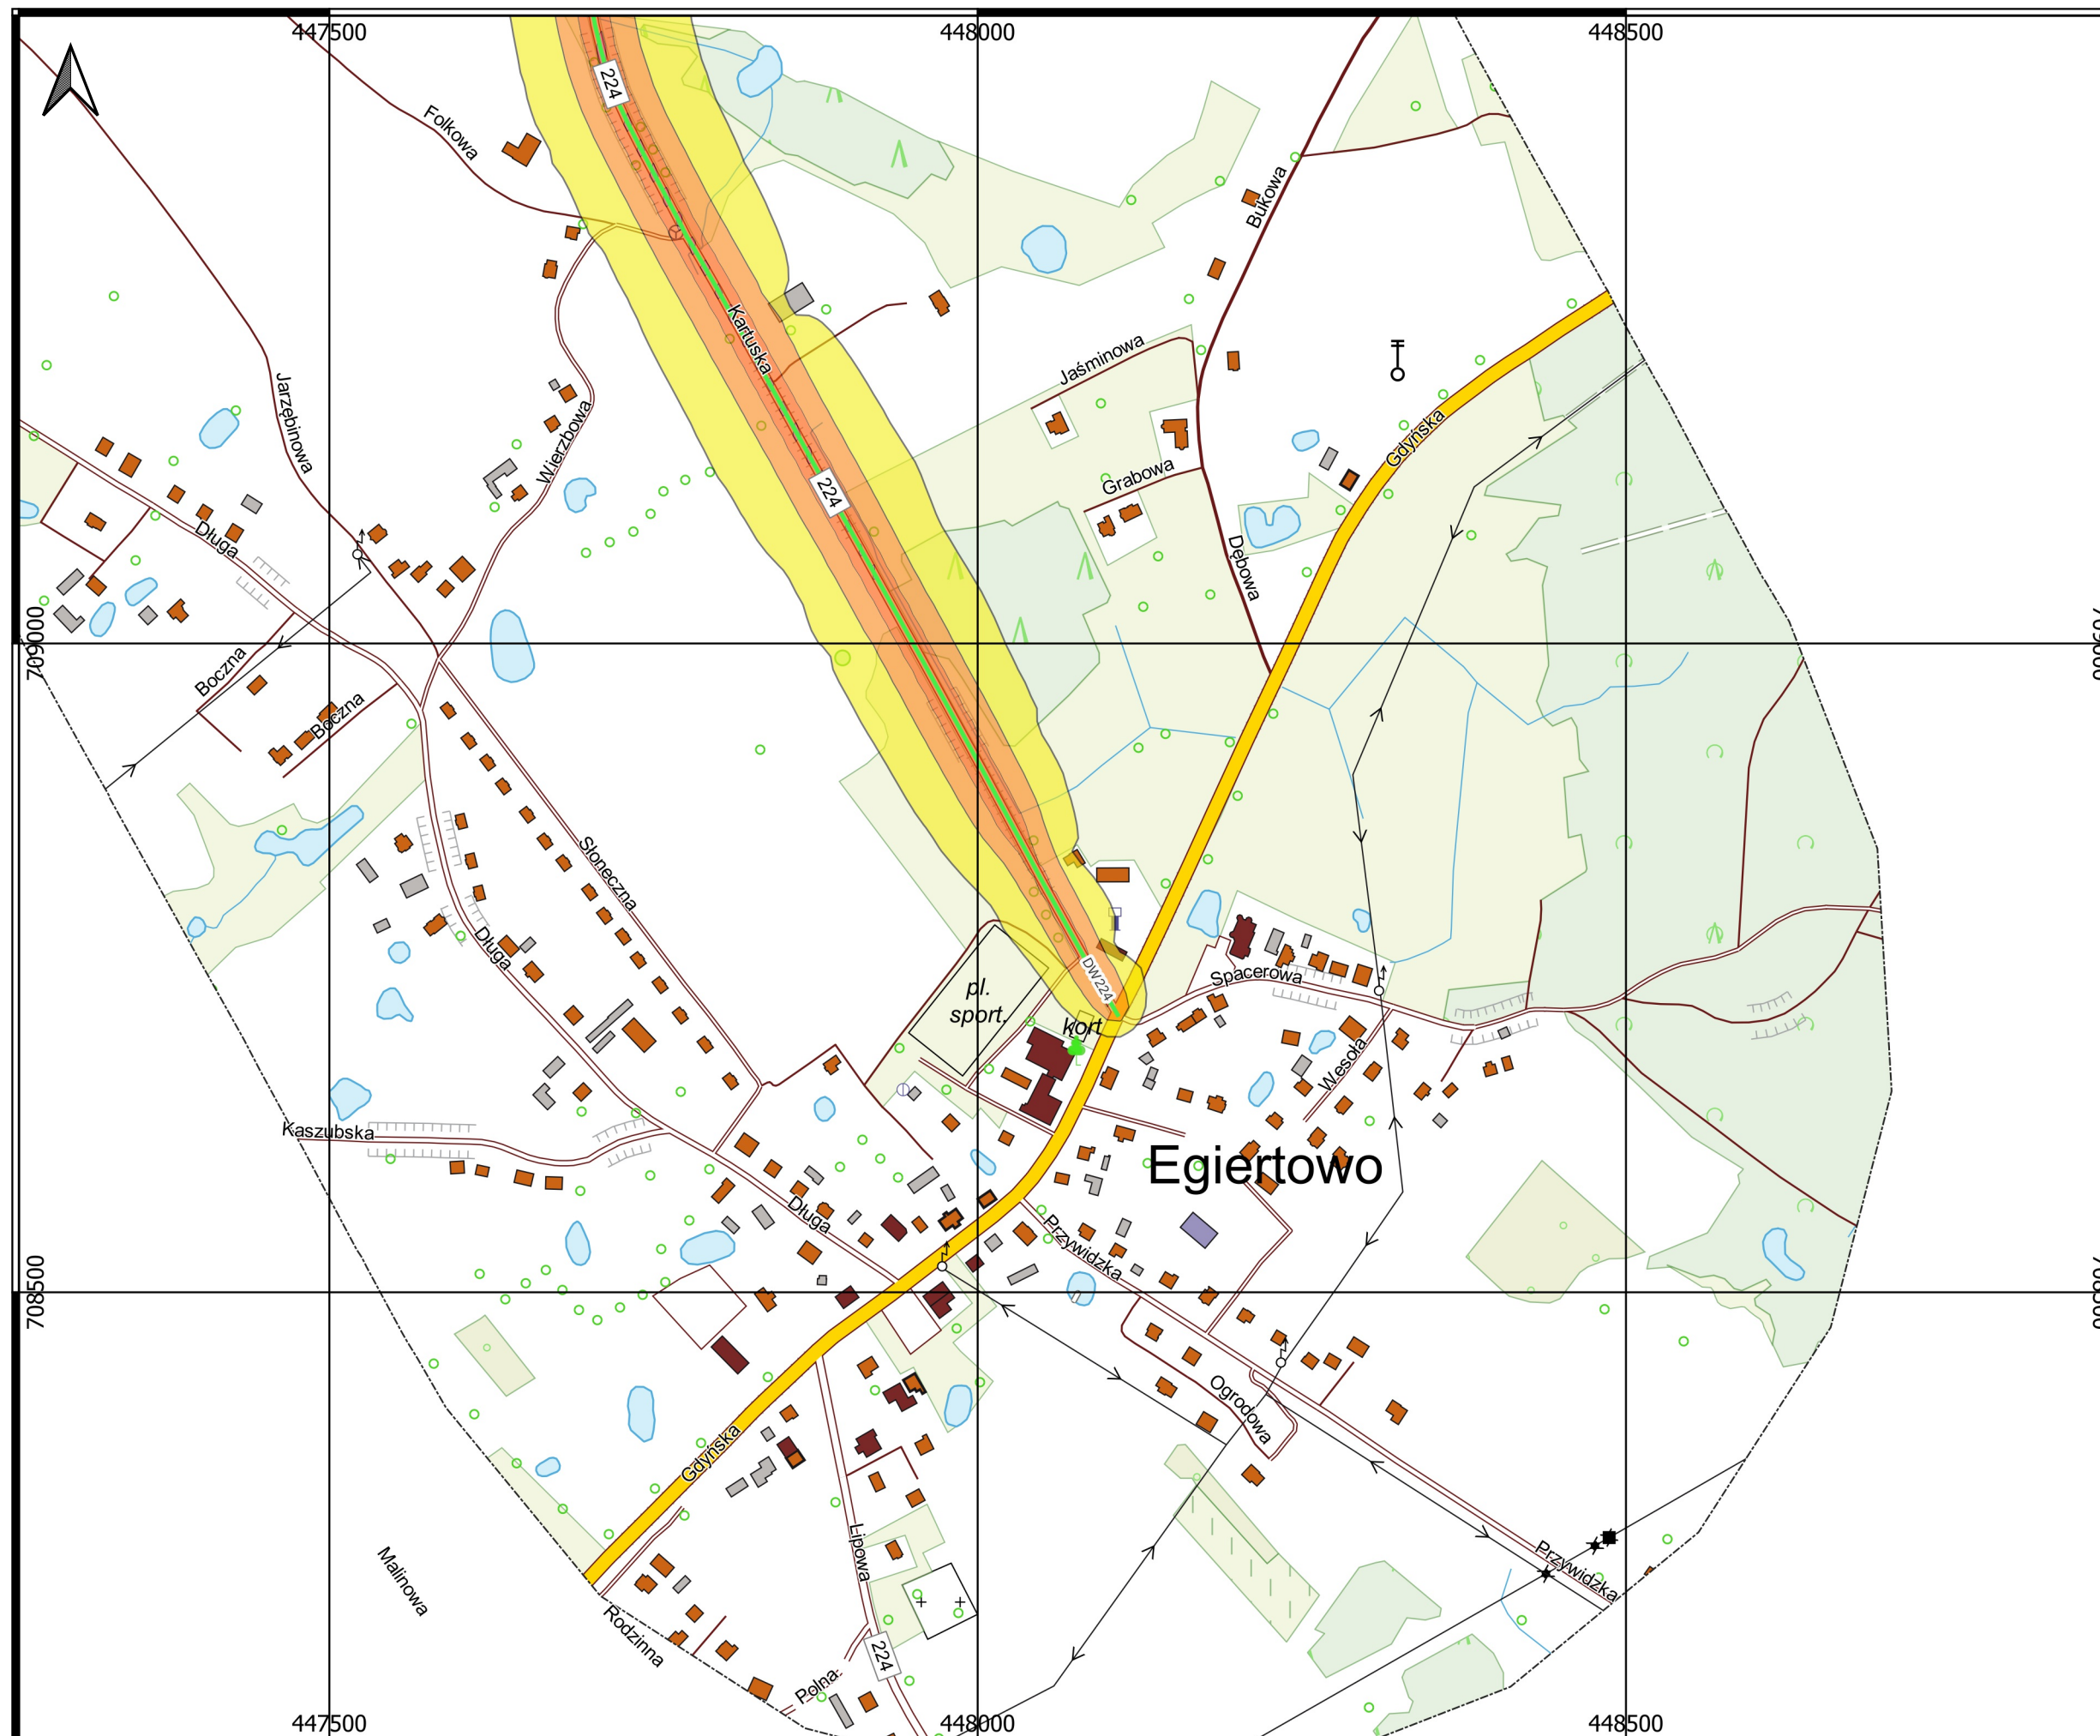 447500
448000
448500
224
Folkowa
Bukowa
Kartuska
Jaśminowa
Jarzębinowa
Wierzbowa
Gdyńska
Grabowa
224
Długa
Dębowa
709000
Boczna
Boczna
Słoneczna
Długa
DW224
Spacerowa
pl.
sport.
kort
Wesoła
Kaszubska
Egiertowo
Długa
Przywidzka
708500
Ogrodowa
Gdyńska
Lipowa
Przywidzka
Malinowa
Rodzinna
224
Polna
447500
448000
448500